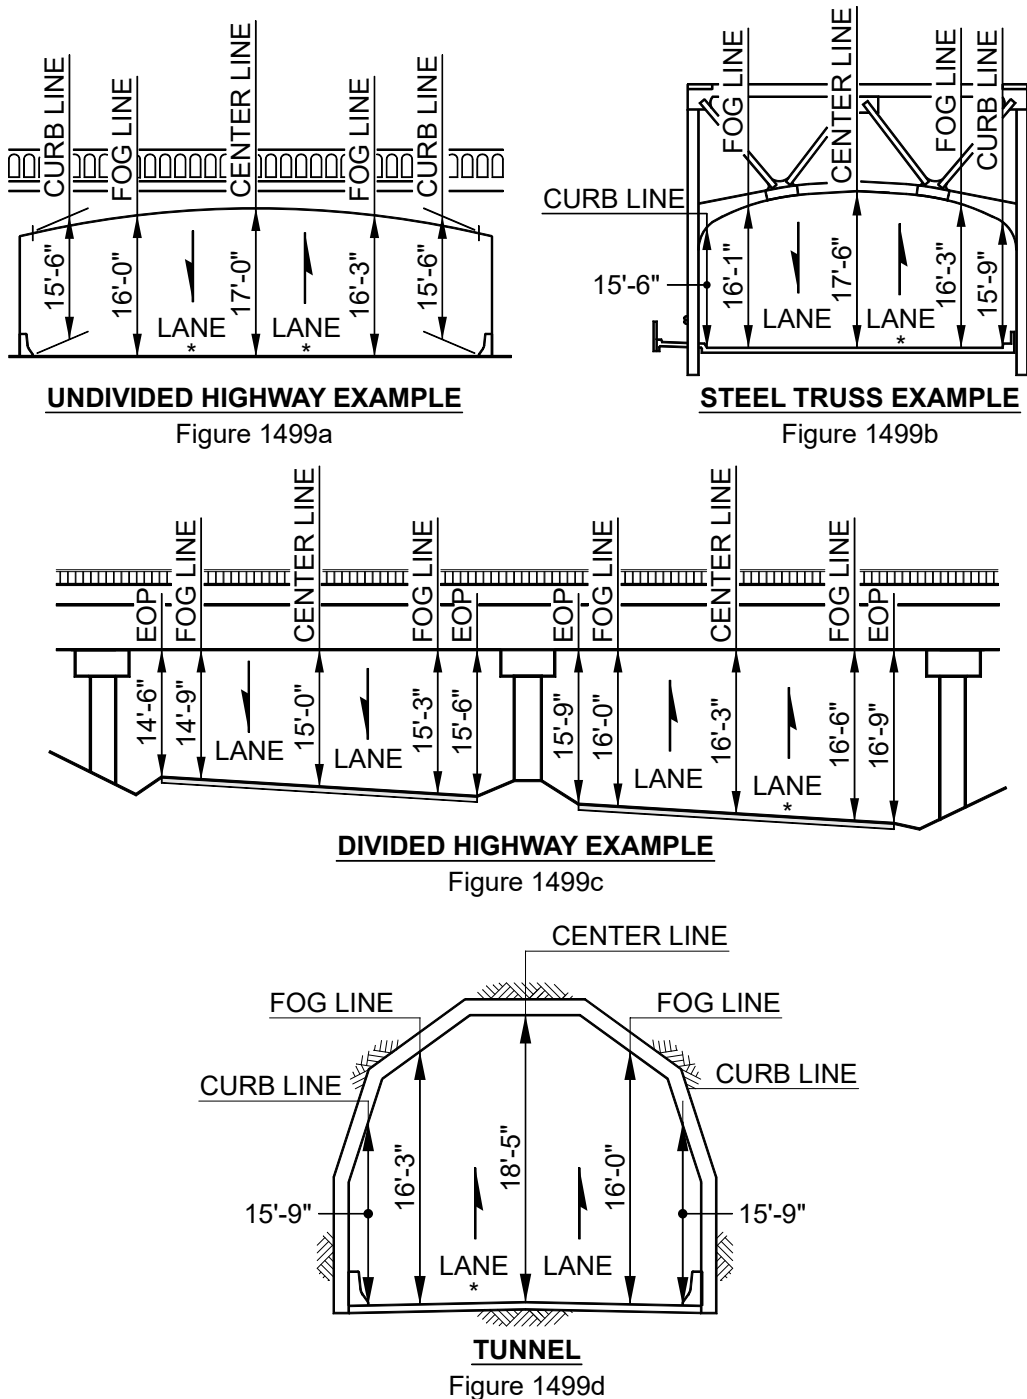 CURB LINE
FOG LINE
CENTER LINE
FOG LINE
CURB LINE
15'-6"
16'-0"
17'-0"
16'-3"
15'-6"
LANE
*
LANE
*
UNDIVIDED HIGHWAY EXAMPLE
Figure 1499a
FOG LINE
CENTER LINE
FOG LINE
CURB LINE
CURB LINE
15'-6"
16'-1"
17'-6"
16'-3"
15'-9"
LANE
LANE
*
STEEL TRUSS EXAMPLE
Figure 1499b
EOP
FOG LINE
CENTER LINE
FOG LINE
EOP
EOP
FOG LINE
CENTER LINE
FOG LINE
EOP
14'-6"
14'-9"
15'-0"
15'-3"
15'-6"
15'-9"
16'-0"
16'-3"
16'-6"
16'-9"
LANE
LANE
LANE
LANE
*
DIVIDED HIGHWAY EXAMPLE
Figure 1499c
CENTER LINE
FOG LINE
FOG LINE
CURB LINE
CURB LINE
15'-9"
16'-3"
18'-5"
16'-0"
15'-9"
LANE
*
LANE
TUNNEL
Figure 1499d